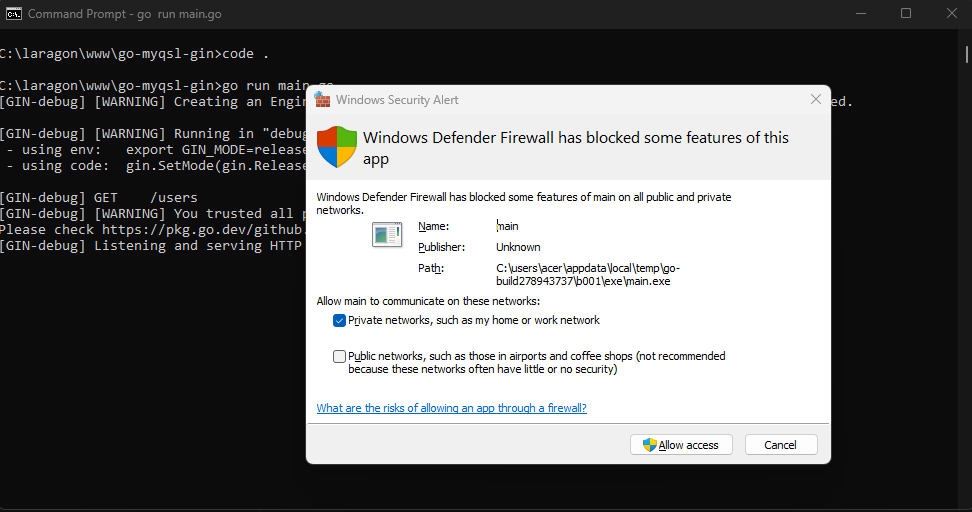 Command Prompt - go run main.go
C:\laragon\www\go-myqsl-gin>code .
C:\laragon\www\go-myqsl-gin>go run main.go
[GIN-debug] [WARNING] Creating an Engin
ed.
[GIN-debug] [WARNING] Running in "debug
- using env: export GIN_MODE=release
- using code: gin.SetMode(gin.Release
[GIN-debug] GET /users
[GIN-debug] [WARNING] You trusted all p
Please check https://pkg.go.dev/github.
[GIN-debug] Listening and serving HTTP
Windows Security Alert
Windows Defender Firewall has blocked some features of this
app
Windows Defender Firewall has blocked some features of main on all public and private
networks.
Name: main
Publisher: Unknown
Path: C:\users\acer\appdata\local\temp\go-
build278943737\b001\exe\main.exe
Allow main to communicate on these networks:
Private networks, such as my home or work network
Public networks, such as those in airports and coffee shops (not recommended
because these networks often have little or no security)
What are the risks of allowing an app through a firewall?
Allow access
Cancel